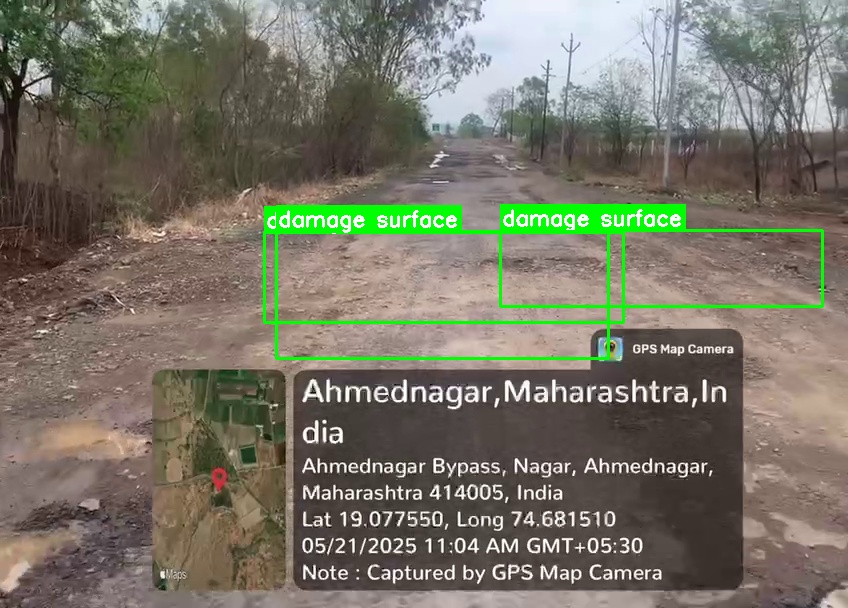 damage surface
damage surface
GPS Map Camera
Ahmednagar,Maharashtra,In
dia
Ahmednagar Bypass, Nagar, Ahmednagar,
Maharashtra 414005, India
Lat 19.077550, Long 74.681510
05/21/2025 11:04 AM GMT+05:30
Note : Captured by GPS Map Camera
Maps